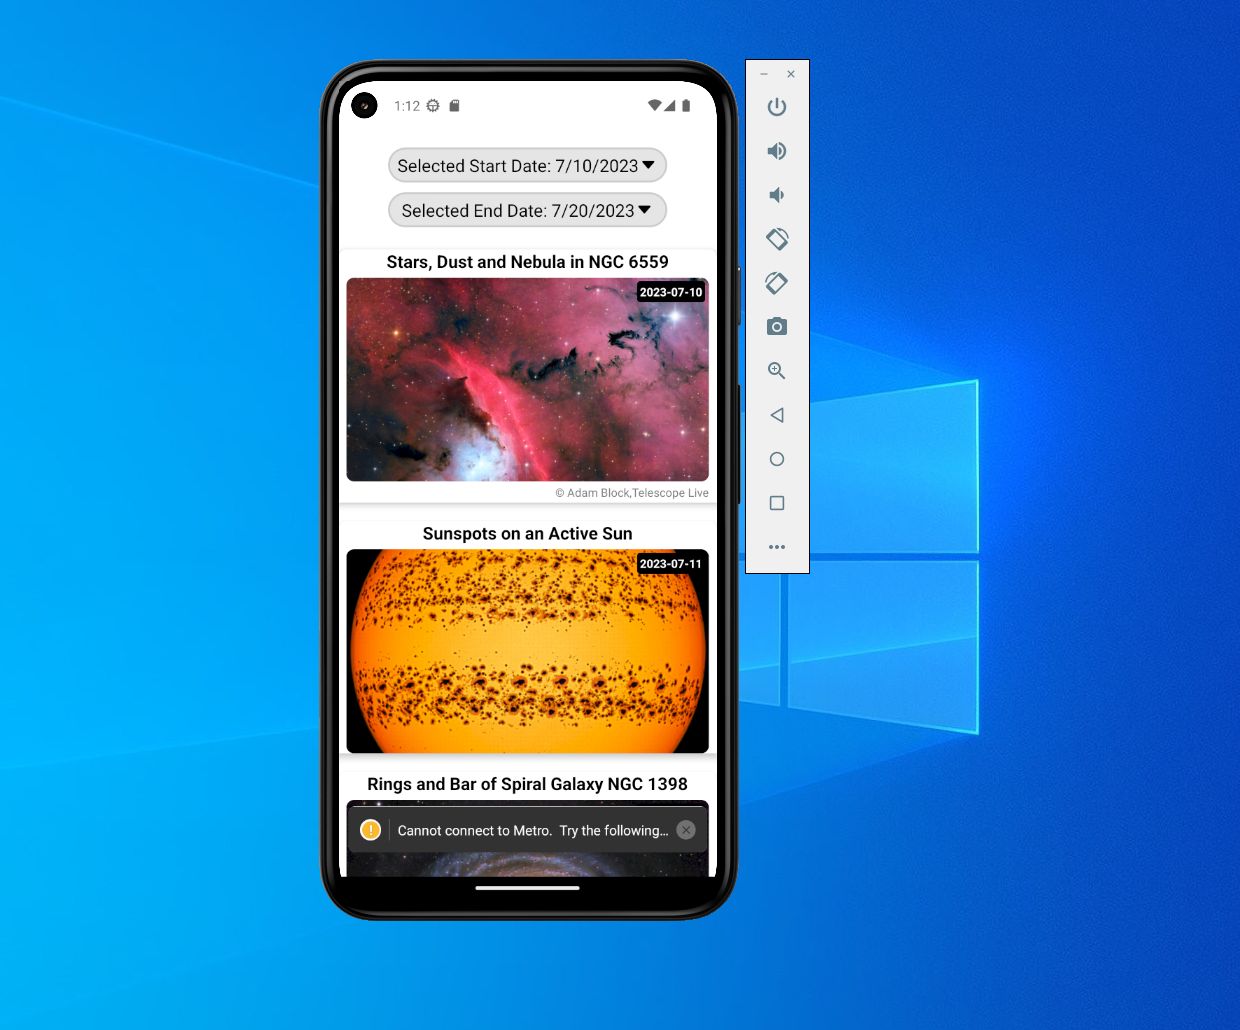 1:12
Selected Start Date: 7/10/2023
Selected End Date: 7/20/2023
Stars, Dust and Nebula in NGC 6559
2023-07-10
© Adam Block,Telescope Live
Sunspots on an Active Sun
2023-07-11
Rings and Bar of Spiral Galaxy NGC 1398
Cannot connect to Metro.  Try the following...